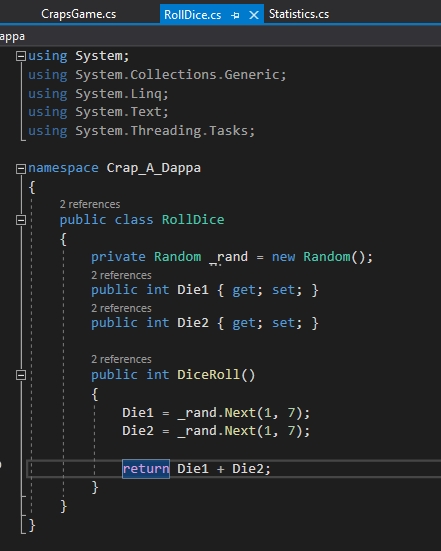 CrapsGame.cs RollDice.cs Statistics.cs
appa
using System;
using System.Collections.Generic;
using System.Linq;
using System.Text;
using System.Threading.Tasks;
namespace Crap_A_Dappa
{
2 references
public class RollDice
{
private Random _rand = new Random();
2 references
public int Die1 { get; set; }
2 references
public int Die2 { get; set; }
2 references
public int DiceRoll()
{
Die1 = _rand.Next(1, 7);
Die2 = _rand.Next(1, 7);
return Die1 + Die2;
}
}
}